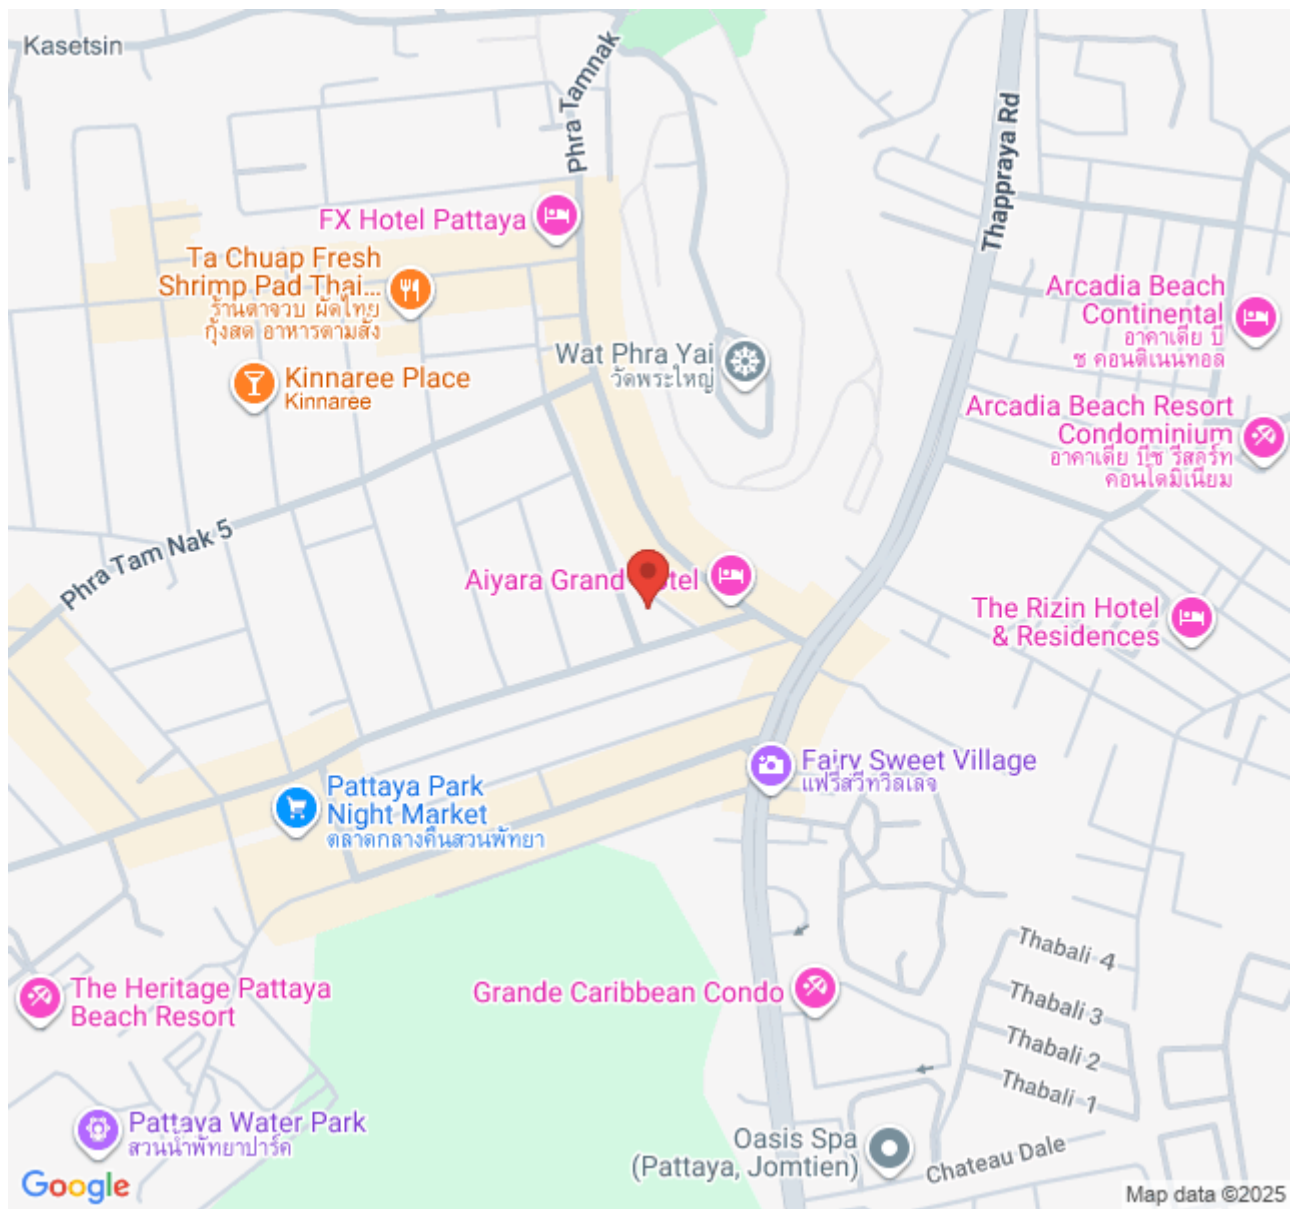 Kasetsin
Phra Tamnak
Thappraya Rd
FX Hotel Pattaya
Ta Chuap Fresh
Shrimp Pad Thai...
ร้านตาจวบ ผัดไทย
กุ้งสด อาหารตามสั่ง
Arcadia Beach
Continental
อาคาเดีย บี
ช คอนติเนนทอล
Wat Phra Yai
วัดพระใหญ่
Kinnaree Place
Kinnaree
Arcadia Beach Resort
Condominium
อาคาเดีย บีช รีสอร์ท
คอนโดมิเนียม
Phra Tam Nak 5
Aiyara Grand
The Rizin Hotel
& Residences
Fairy Sweet Village
แฟรี่สวีทวิลเลจ
Pattaya Park
Night Market
ตลาดกลางคืนสวนพัทยา
Thabali 4
The Heritage Pattaya
Beach Resort
Grande Caribbean Condo
Thabali 3
Thabali 2
Thabali 1
Pattaya Water Park
สวนน้ำพัทยาปาร์ค
Oasis Spa
(Pattaya, Jomtien)
Chateau Dale
Google
Map data ©2025